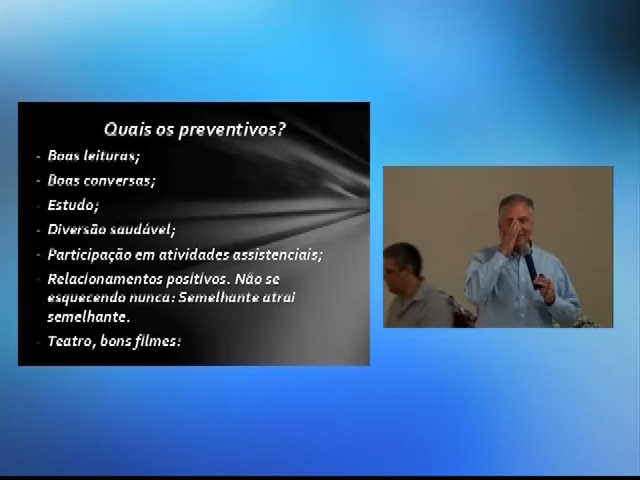 Quais os preventivos?
- Boas leituras;
- Boas conversas;
- Estudo;
- Diversão saudável;
- Participação em atividades assistenciais;
- Relacionamentos positivos. Não se
esquecendo nunca: Semelhante atrai
semelhante.
- Teatro, bons filmes: